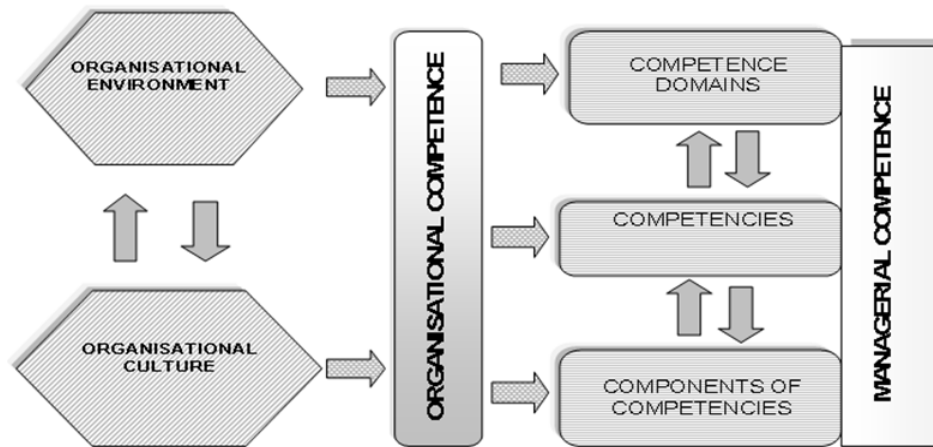 ORGANISATIONAL
ENVIRONMENT
ORGANISATIONAL
CULTURE
ORGANISATIONAL COMPETENCE
COMPETENCE
DOMAINS
COMPETENCIES
COMPONENTS OF
COMPETENCIES
MANAGERIAL COMPETENCE